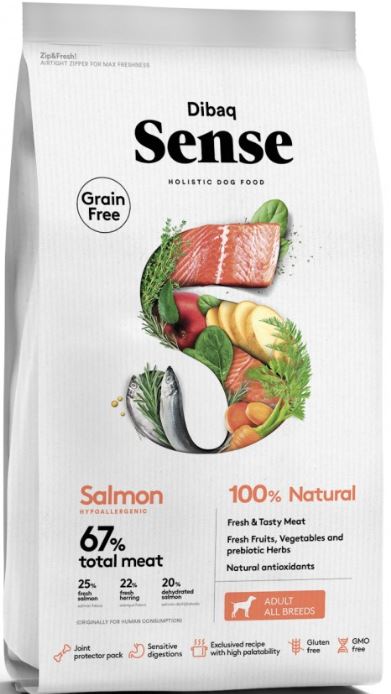 Zip&Fresh!
AIRTIGHT ZIPPER FOR MAX FRESHNESS
Dibaq
Sense
HOLISTIC DOG FOOD
Grain
Free
Salmon
HYPOALLERGENIC
67%
total meat
25%
fresh
salmon
22%
fresh
herring
20%
dehydrated
salmon
(ORIGINALLY FOR HUMAN CONSUMPTION)
100% Natural
Fresh & Tasty Meat
Fresh Fruits, Vegetables and
prebiotic Herbs
Natural antioxidants
ADULT
ALL BREEDS
Joint
protector pack
Sensitive
digestions
Exclusived recipe
with high palatability
Gluten
free
GMO
free